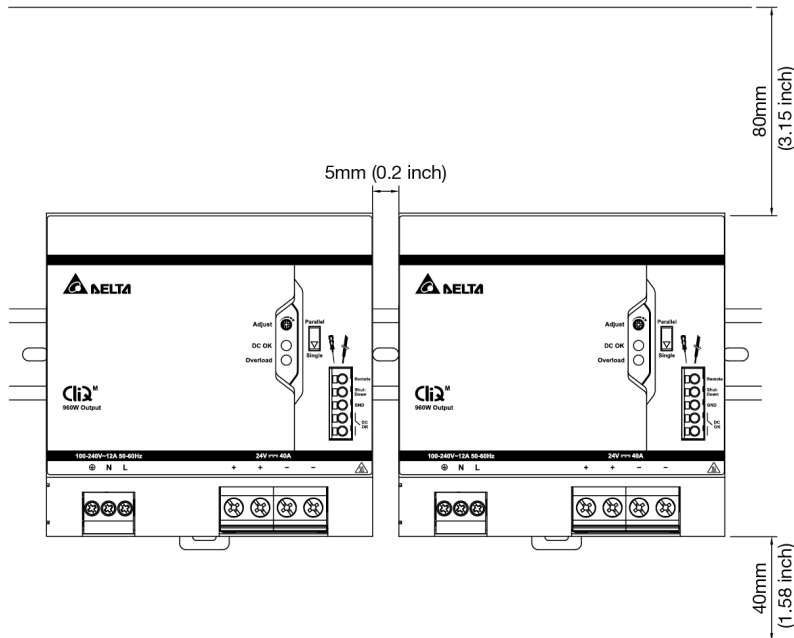 80mm
(3.15 inch)
5mm (0.2 inch)
DELTA
Adjust
Parallel
DC OK
Single
Overload
Remote
Shut-
Down
GND
DC
OK
CliQ M
960W Output
100-240V~12A 50-60Hz
24V⎓40A
N L
+ + – –
DELTA
Adjust
Parallel
DC OK
Single
Overload
Remote
Shut-
Down
GND
DC
OK
CliQ M
960W Output
100-240V~12A 50-60Hz
24V⎓40A
N L
+ + – –
40mm
(1.58 inch)